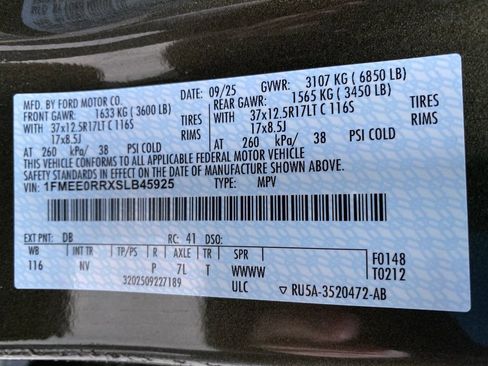 MFD. BY FORD MOTOR CO. 09/25 GVWR: 3107 KG ( 6850 LB)
FRONT GAWR: 1633 KG ( 3600 LB) REAR GAWR: 1565 KG ( 3450 LB)
WITH 37x12.5R17LT C 116S TIRES WITH 37x12.5R17LT C 116S TIRES
17x8.5J RIMS 17x8.5J RIMS
AT 260 kPa/ 38 PSI COLD AT 260 kPa/ 38 PSI COLD
THIS VEHICLE CONFORMS TO ALL APPLICABLE FEDERAL MOTOR VEHICLE
SAFETY STANDARDS IN EFFECT ON THE DATE OF MANUFACTURE SHOWN ABOVE.
VIN: 1FMEE0RRXSLB45925 TYPE: MPV
EXT PNT: DB RC: 41 DSO:
WB INT TR TP/PS R AXLE TR SPR F0148
116 NV P 7L T WWWW T0212
3202509227189 ULC ▽ RU5A-3520472-AB